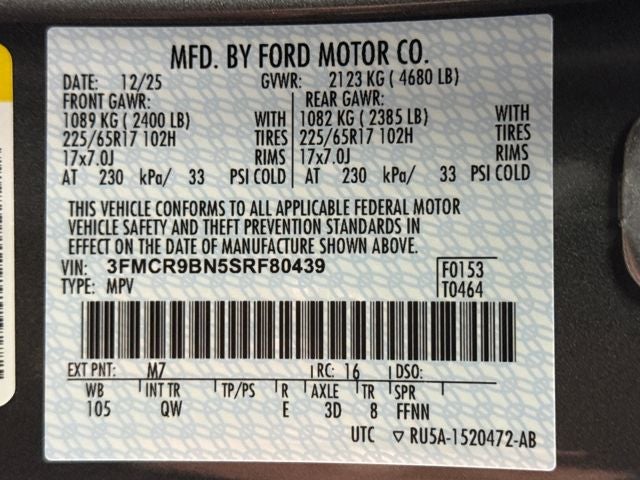 MFD. BY FORD MOTOR CO.
DATE: 12/25 GVWR: 2123 KG ( 4680 LB)
FRONT GAWR: REAR GAWR:
1089 KG ( 2400 LB) WITH 1082 KG ( 2385 LB) WITH
225/65R17 102H TIRES 225/65R17 102H TIRES
17x7.0J RIMS 17x7.0J RIMS
AT 230 kPa/ 33 PSI COLD AT 230 kPa/ 33 PSI COLD
THIS VEHICLE CONFORMS TO ALL APPLICABLE FEDERAL MOTOR
VEHICLE SAFETY AND THEFT PREVENTION STANDARDS IN
EFFECT ON THE DATE OF MANUFACTURE SHOWN ABOVE.
VIN: 3FMCR9BN5SRF80439 F0153
TYPE: MPV T0464
EXT PNT: M7 RC: 16 DSO:
WB INT TR TP/PS R AXLE TR SPR
105 QW E 3D 8 FFNN
UTC ▽ RU5A-1520472-AB